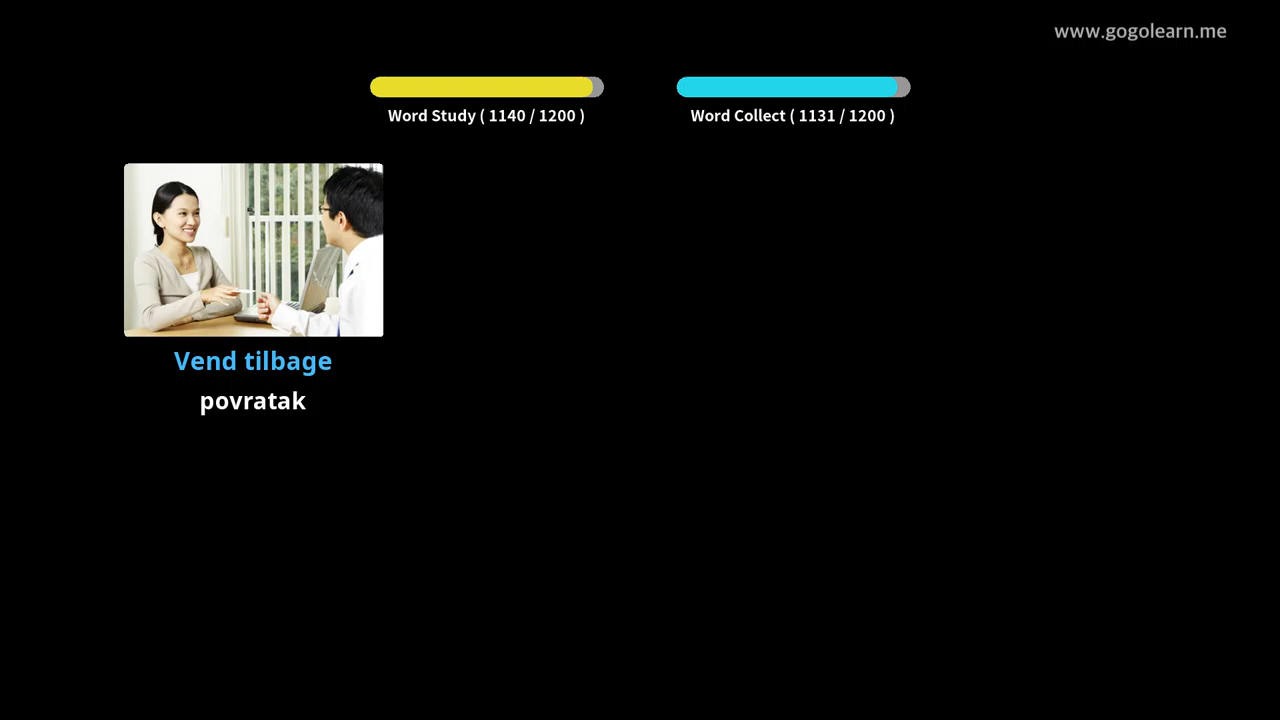 www.gogolearn.me
Word Study ( 1140 / 1200 )
Word Collect ( 1131 / 1200 )
Vend tilbage
povratak